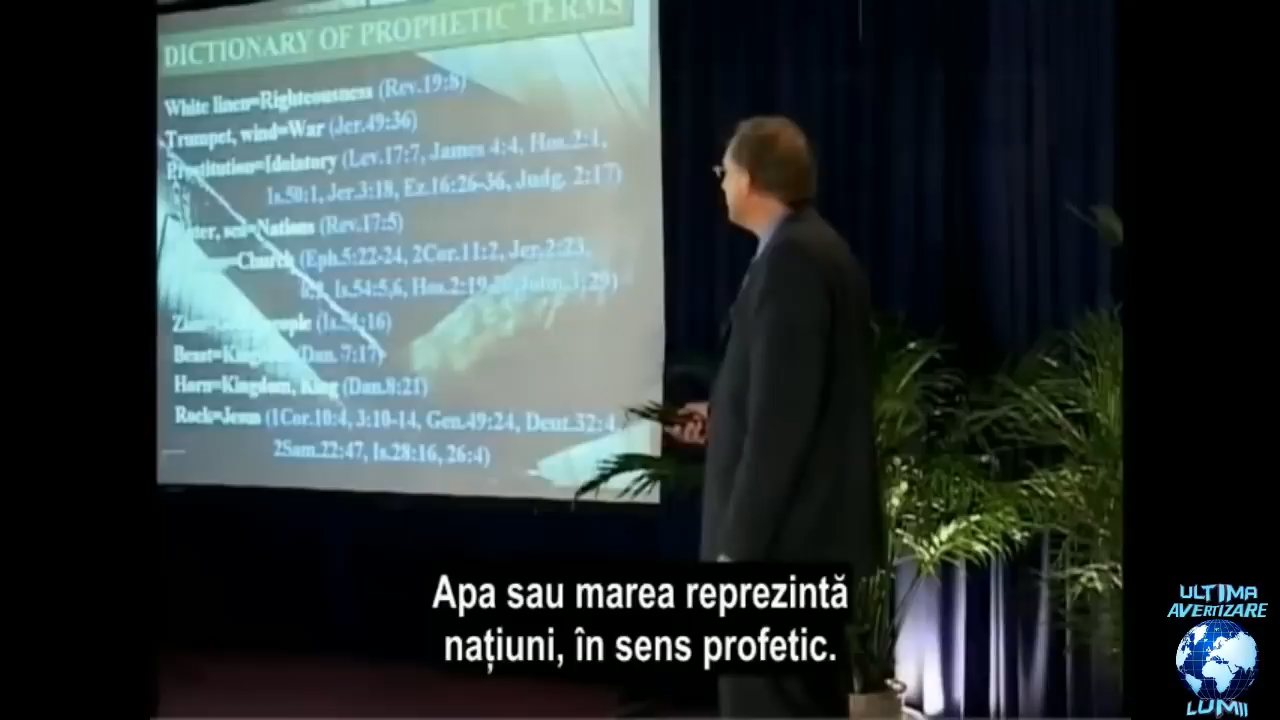 DICTIONARY OF PROPHETIC TERMS
White linen=Righteousness (Rev.19:8)
Trumpet, wind=War (Jer.49:36)
Prostitution=Idolatory (Lev.17:7, James 4:4, Hos.2:1,
Is.50:1, Jer.3:18, Ez.16:26-36, Judg. 2:17)
=Nations (Rev.17:5)
=Church (Eph.5:22-24, 2Cor.11:2, Jer.2:23,
Is.54:5,6,
(Is.51:16)
Beast= (Dan.7:17)
Horn=Kingdom, King (Dan.8:21)
Rock=Jesus (1Cor.10:4, 3:10-14, Gen.49:24, Deut.32:4
2Sam.22:47, Is.28:16, 26:4)
Apa sau marea reprezintă
națiuni, în sens profetic.
ULTIMA
AVERTIZARE
LUMII